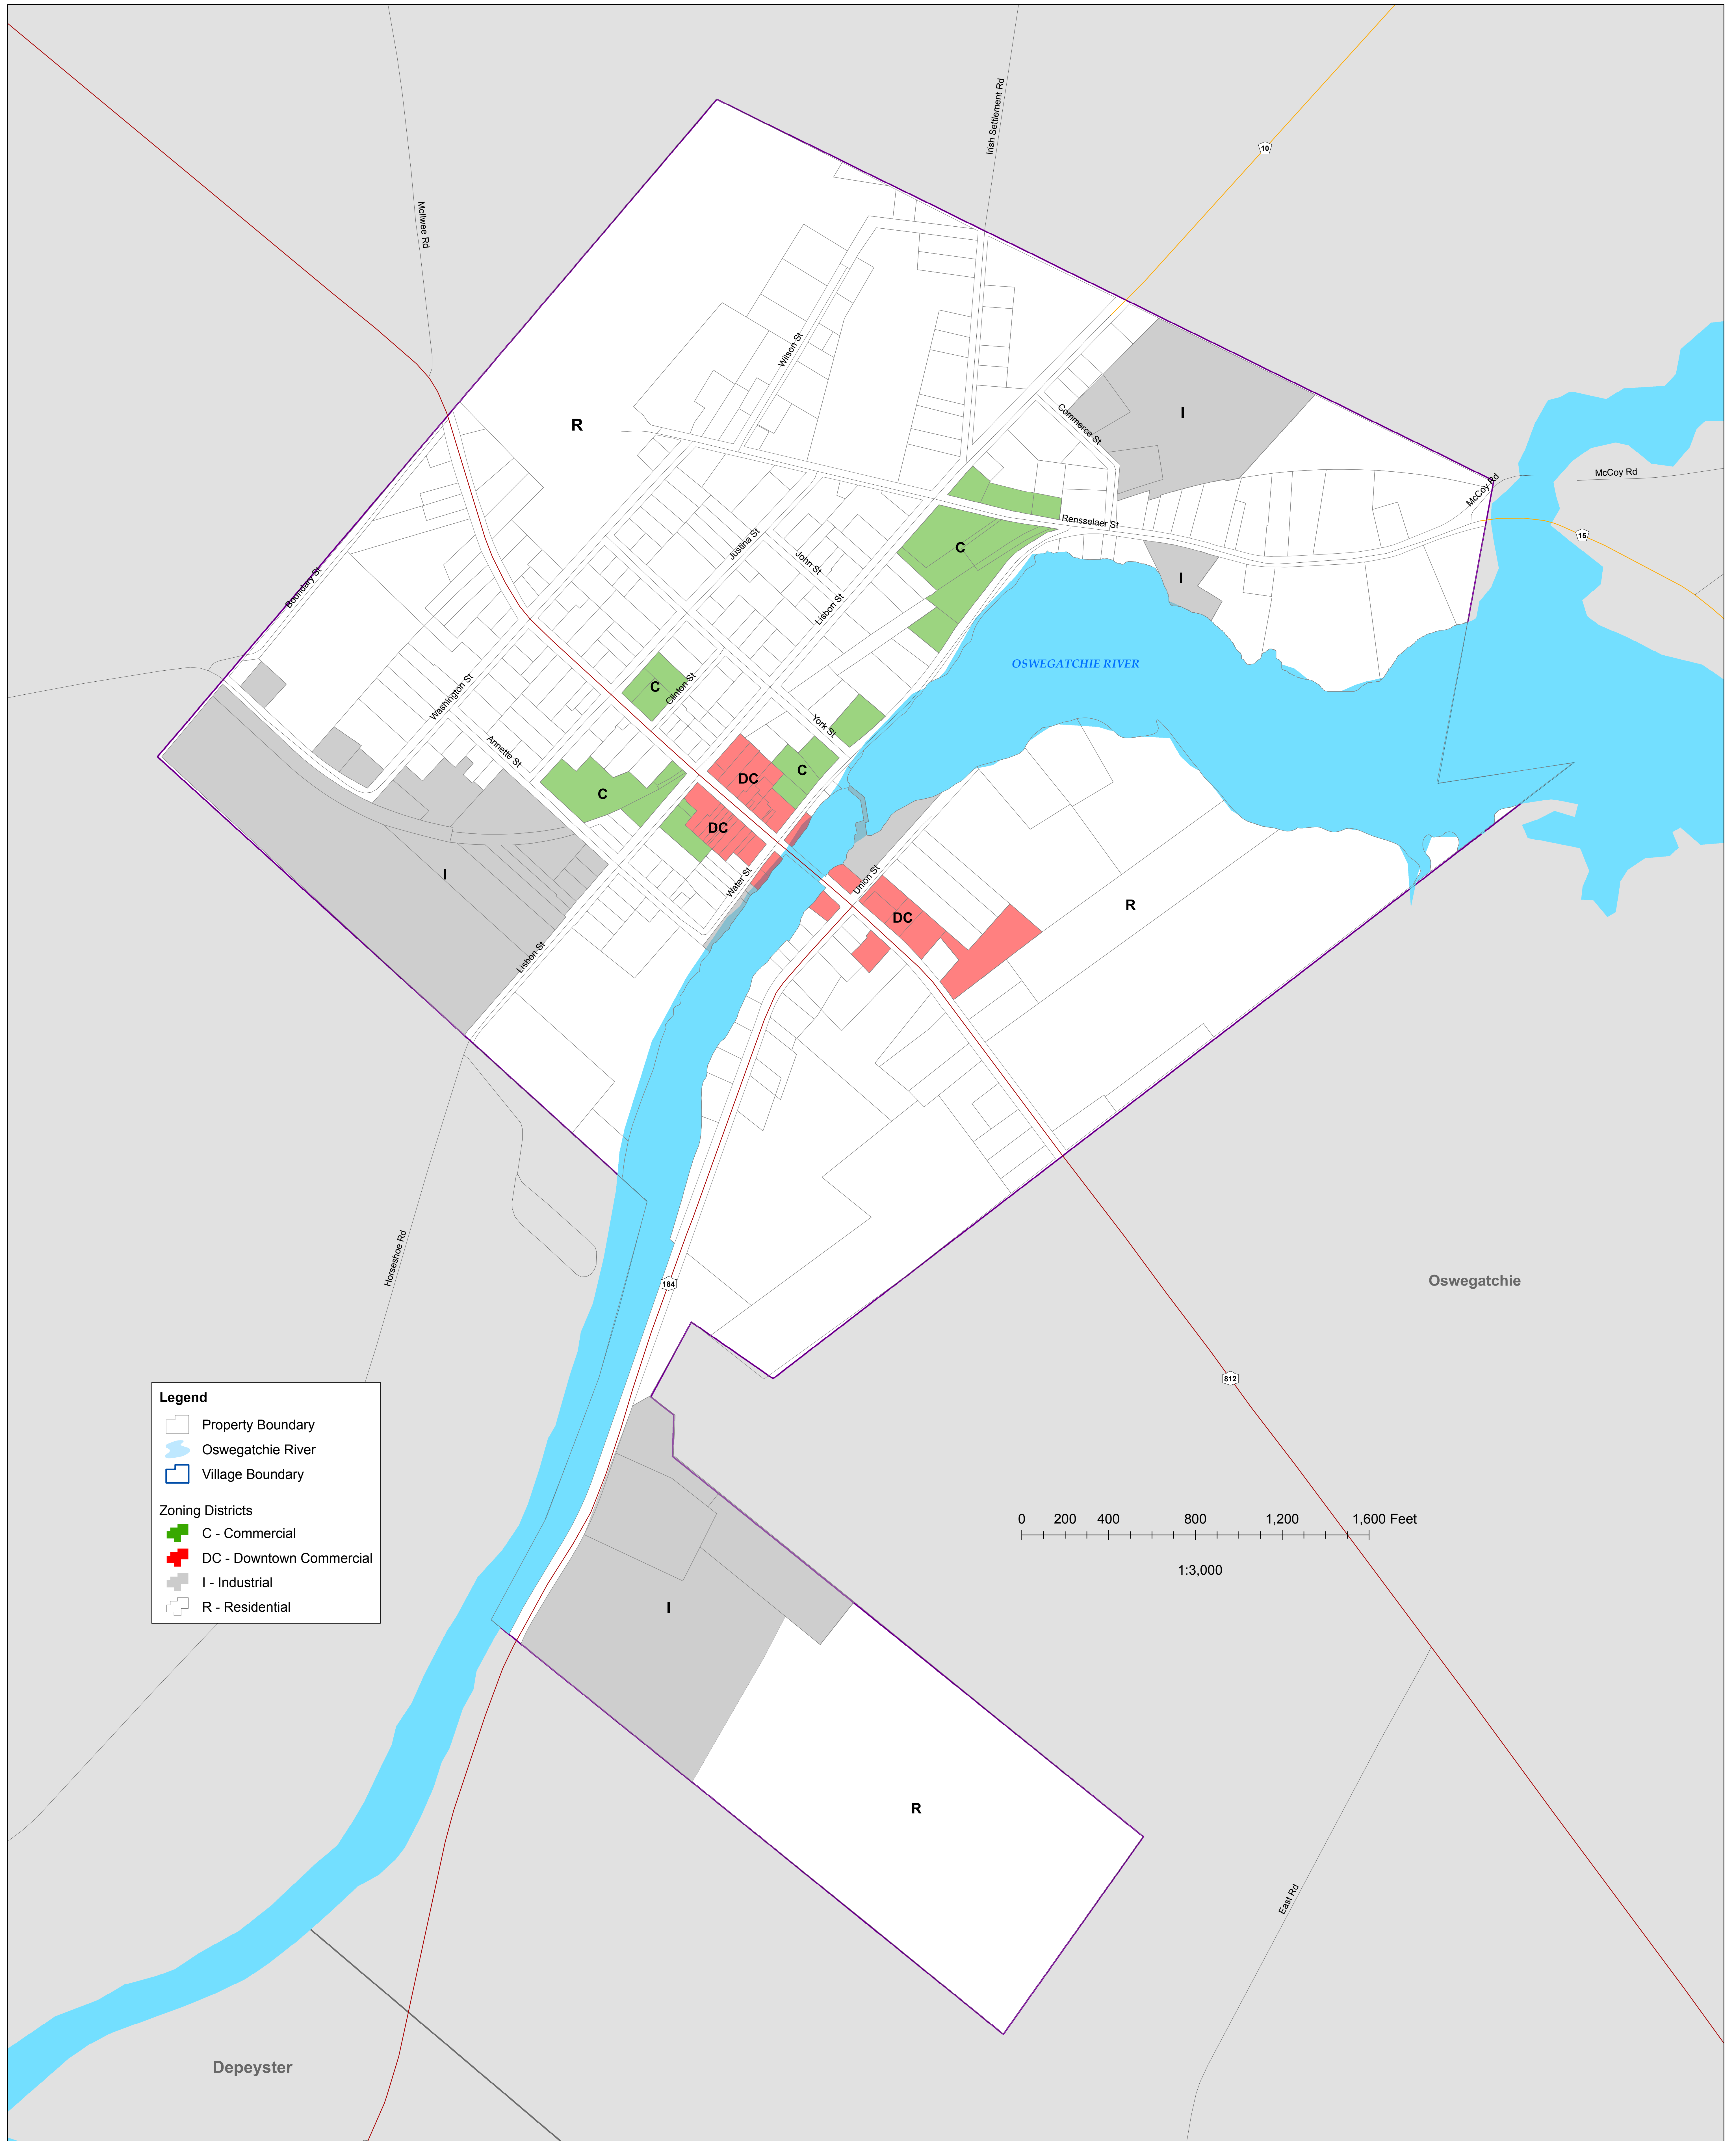 Irish Settlement Rd
10
McIlwee Rd
Wilson St
Commerce St
I
R
McCoy Rd
McCoy Rd
Rensselaer St
15
Justina St
John St
C
I
Boundary St
Lisbon St
OSWEGATCHIE RIVER
C
Clinton St
Washington St
York St
Annette St
DC
C
C
DC
I
Water St
Union St
DC
R
Lisbon St
Horseshoe Rd
184
Oswegatchie
812
Legend
Property Boundary
Oswegatchie River
Village Boundary
Zoning Districts
C - Commercial
DC - Downtown Commercial
I - Industrial
R - Residential
0 200 400 800 1,200 1,600 Feet
1:3,000
I
R
East Rd
Depeyster